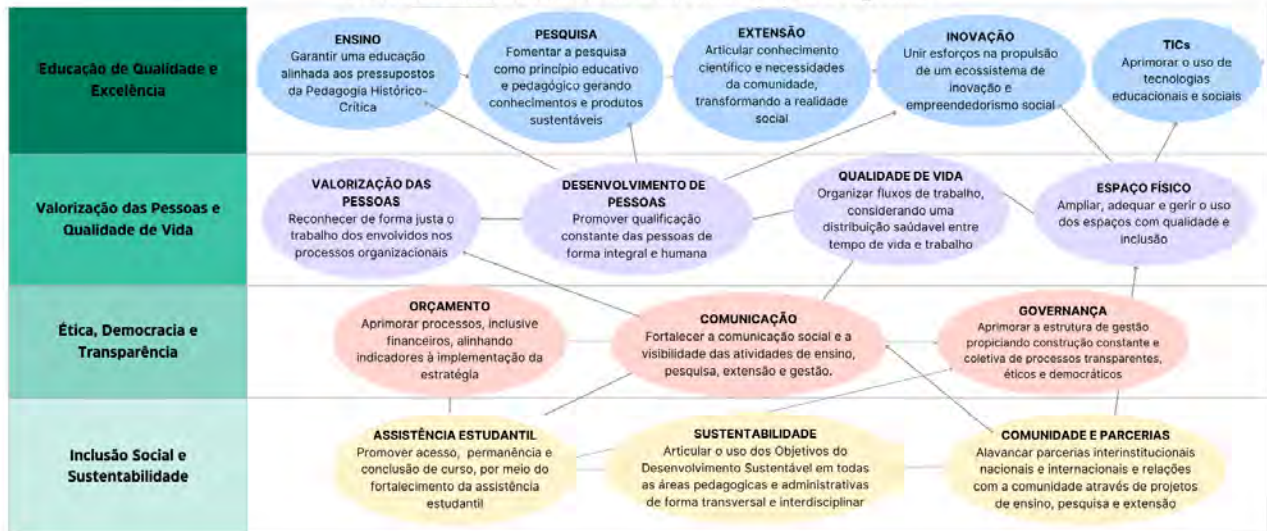 Educação de Qualidade e
Excelência
ENSINO
Garantir uma educação
alinhada aos pressupostos
da Pedagogia Histórico-
Crítica
PESQUISA
Fomentar a pesquisa
como princípio educativo
e pedagógico gerando
conhecimentos e produtos
sustentáveis
EXTENSÃO
Articular conhecimento
científico e necessidades
da comunidade,
transformando a realidade
social
INOVAÇÃO
Unir esforços na propulsão
de um ecossistema de
inovação e
empreendedorismo social
TICs
Aprimorar o uso de
tecnologias
educacionais e sociais
Valorização das Pessoas e
Qualidade de Vida
VALORIZAÇÃO DAS
PESSOAS
Reconhecer de forma justa o
trabalho dos envolvidos nos
processos organizacionais
DESENVOLVIMENTO DE
PESSOAS
Promover qualificação
constante das pessoas de
forma integral e humana
QUALIDADE DE VIDA
Organizar fluxos de trabalho,
considerando uma
distribuição saúdavel entre
tempo de vida e trabalho
ESPAÇO FÍSICO
Ampliar, adequar e gerir o uso
dos espaços com qualidade e
inclusão
Ética, Democracia e
Transparência
ORÇAMENTO
Aprimorar processos, inclusive
financeiros, alinhando
indicadores à implementação da
estratégia
COMUNICAÇÃO
Fortalecer a comunicação social e a
visibilidade das atividades de ensino,
pesquisa, extensão e gestão.
GOVERNANÇA
Aprimorar a estrutura de gestão
propiciando construção constante e
coletiva de processos transparentes,
éticos e democráticos
Inclusão Social e
Sustentabilidade
ASSISTÊNCIA ESTUDANTIL
Promover acesso, permanência e
conclusão de curso, por meio do
fortalecimento da assistência
estudantil
SUSTENTABILIDADE
Articular o uso dos Objetivos do
Desenvolvimento Sustentável em todas
as áreas pedagogicas e administrativas
de forma transversal e interdisciplinar
COMUNIDADE E PARCERIAS
Alavancar parcerias interinstitucionais
nacionais e internacionais e relações
com a comunidade através de projetos
de ensino, pesquisa e extensão